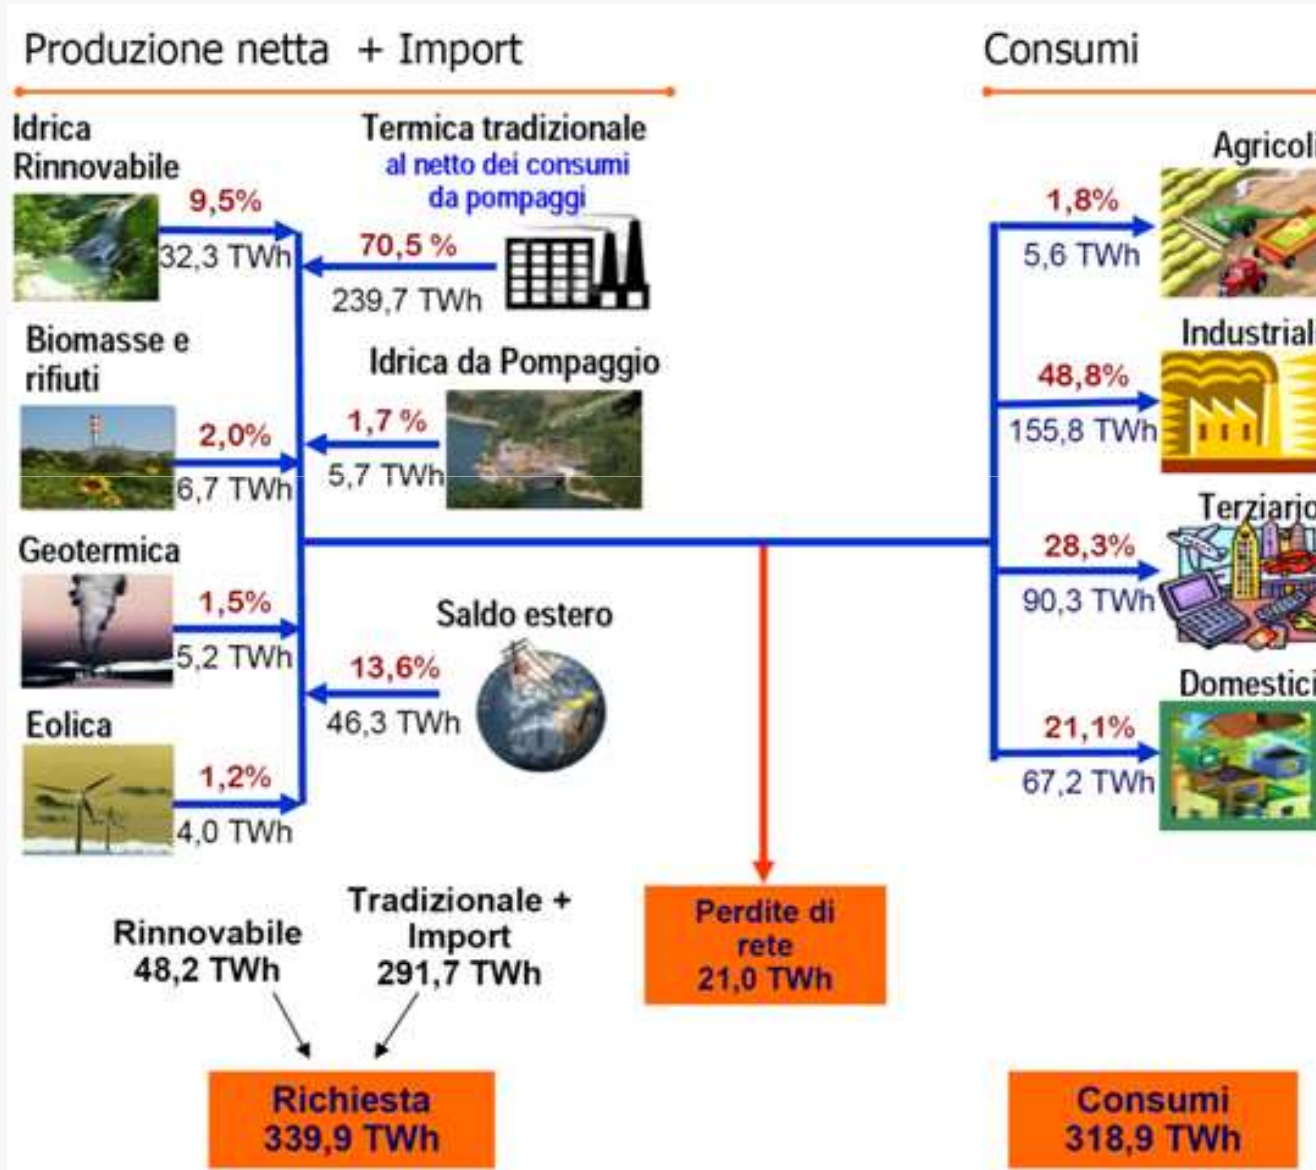 Produzione netta + Import
Idrica
Rinnovabile
9,5%
32,3 TWh
Termica tradizionale
al netto dei consumi
da pompaggi
70,5 %
239,7 TWh
Biomasse e
rifiuti
2,0%
6,7 TWh
Idrica da Pompaggio
1,7 %
5,7 TWh
Geotermica
1,5%
5,2 TWh
Saldo estero
13,6%
46,3 TWh
Eolica
1,2%
4,0 TWh
Rinnovabile
48,2 TWh
Tradizionale +
Import
291,7 TWh
Richiesta
339,9 TWh
Perdite di
rete
21,0 TWh
Consumi
Agricoli
1,8%
5,6 TWh
Industrial
48,8%
155,8 TWh
Terziario
28,3%
90,3 TWh
Domestici
21,1%
67,2 TWh
Consumi
318,9 TWh